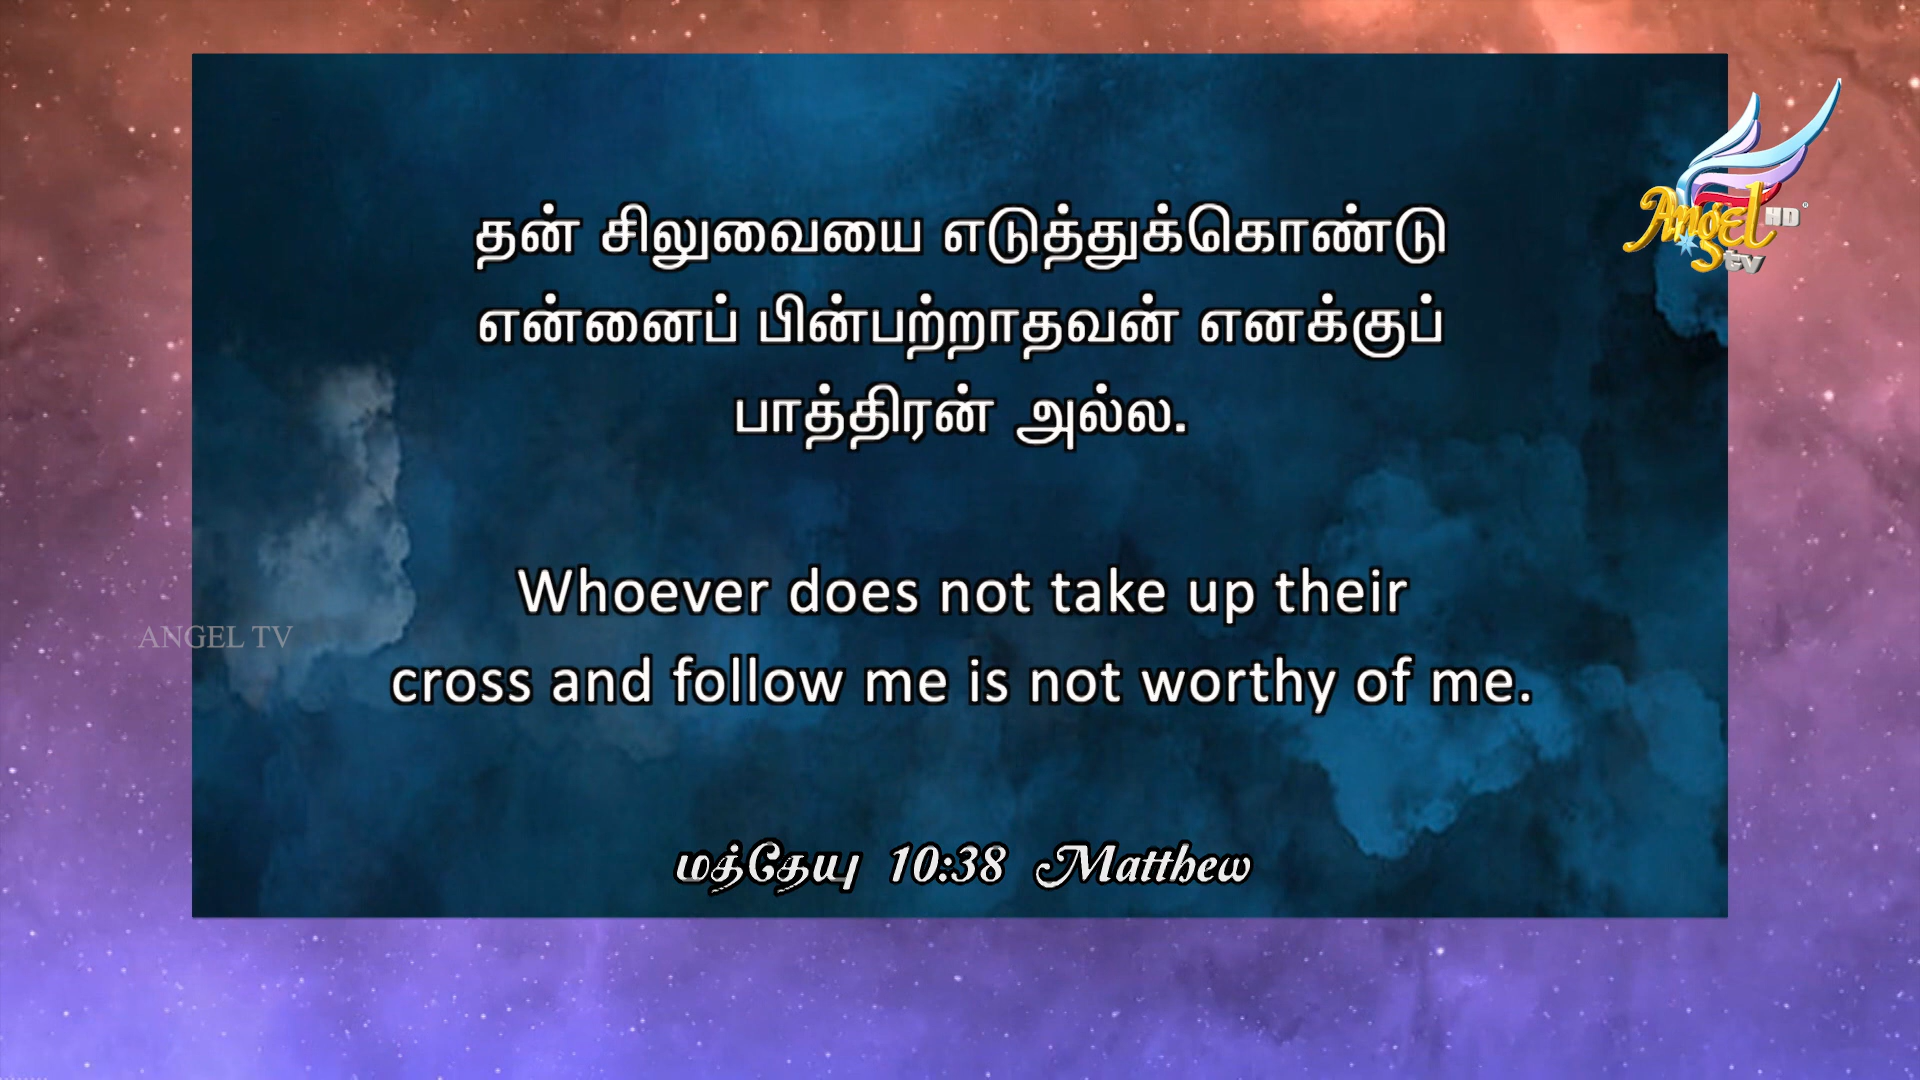 Angel HD
tv
தன் சிலுவையை எடுத்துக்கொண்டு
என்னைப் பின்பற்றாதவன் எனக்குப்
பாத்திரன் அல்ல.
Whoever does not take up their
ANGEL TV
cross and follow me is not worthy of me.
மத்தேயு 10:38 Matthew